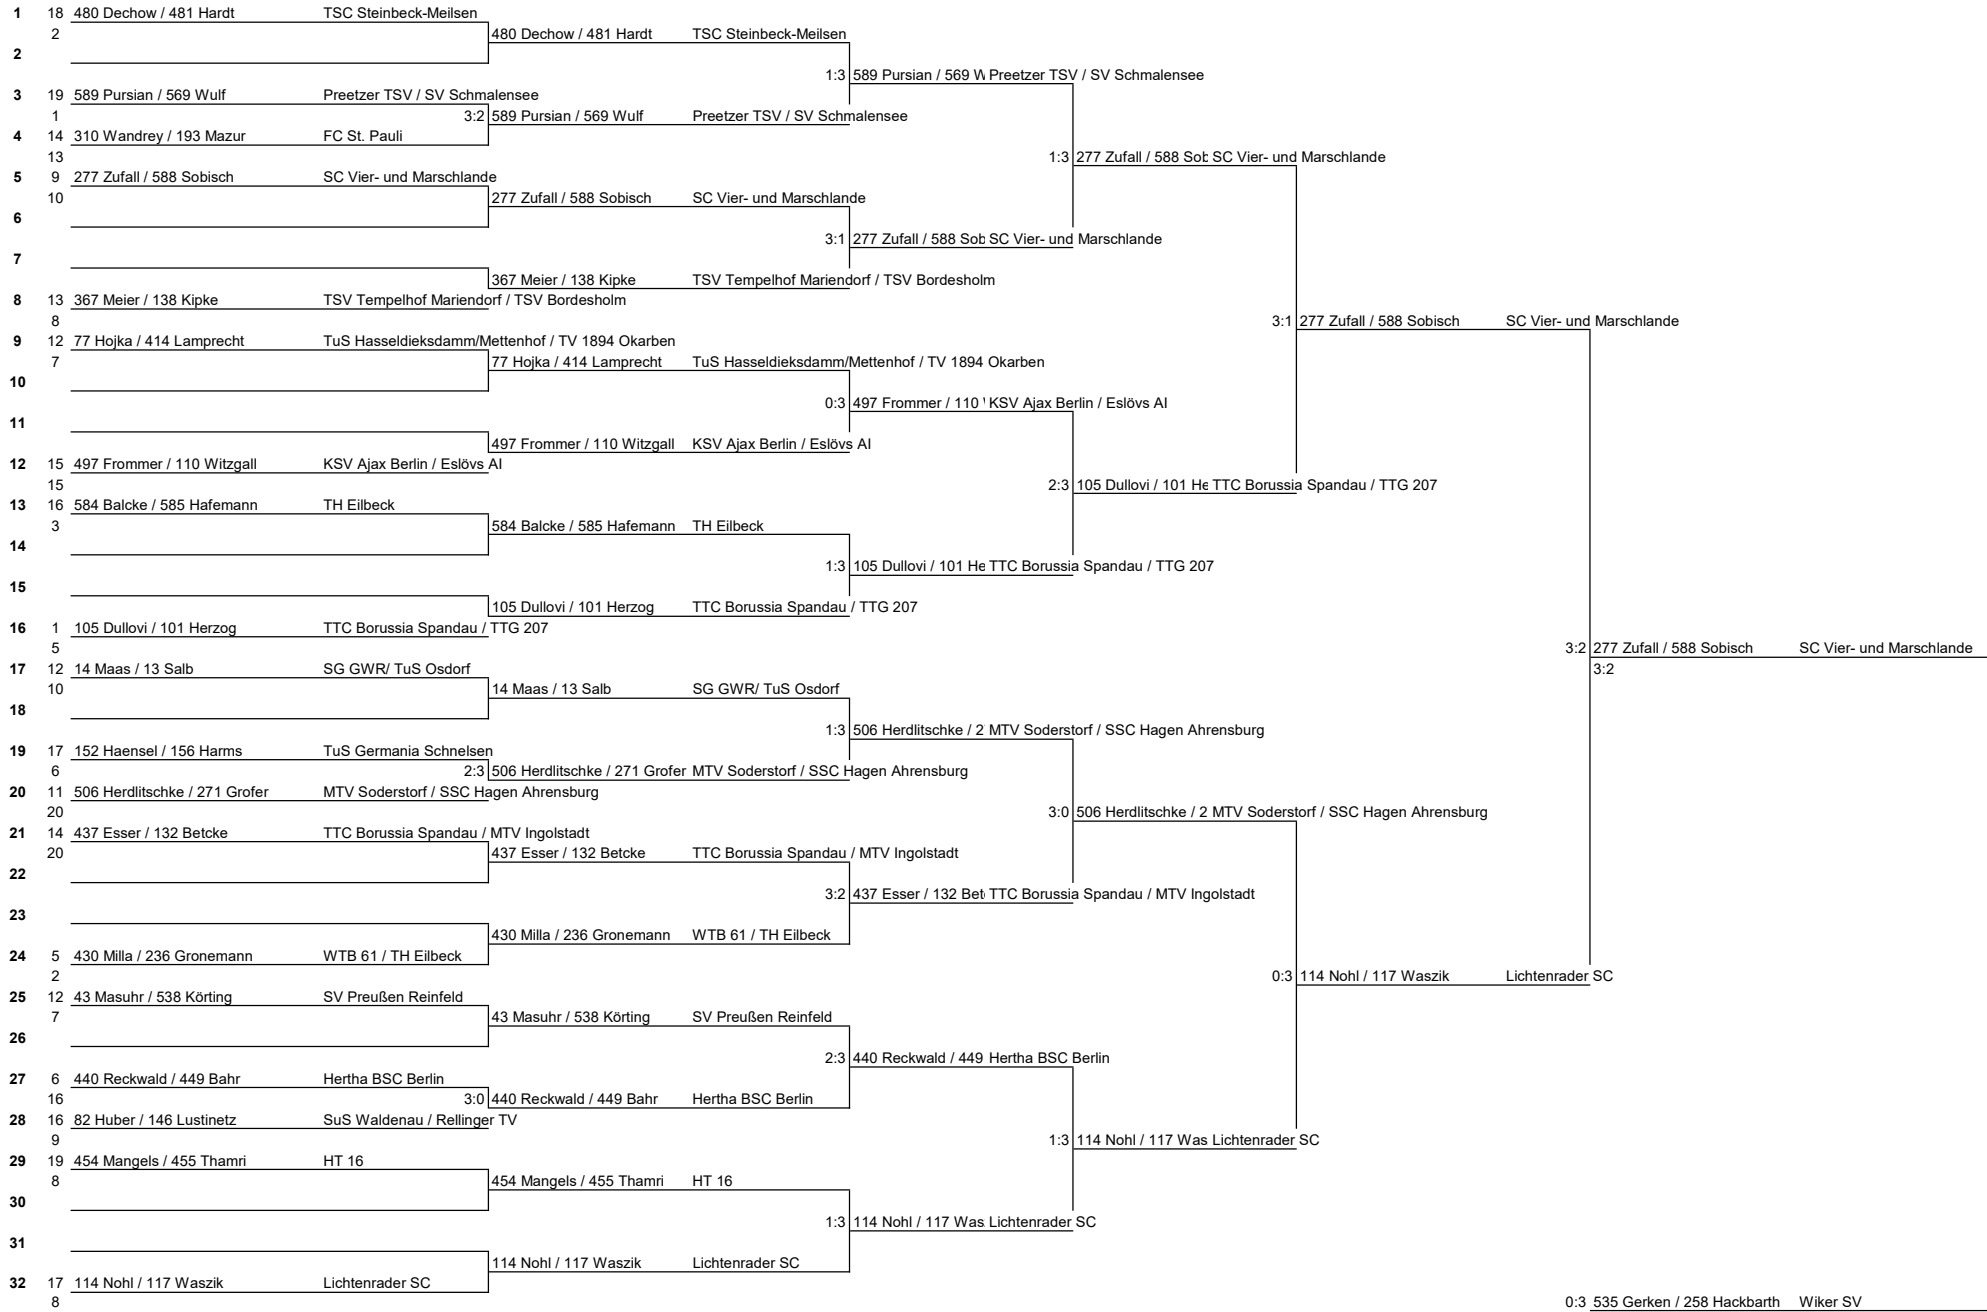 1 18 480 Dechow / 481 Hardt TSC Steinbeck-Meilsen
2 480 Dechow / 481 Hardt TSC Steinbeck-Meilsen
2
1:3 589 Pursian / 569 W Preetzer TSV / SV Schmalensee
3 19 589 Pursian / 569 Wulf Preetzer TSV / SV Schmalensee
1 3:2 589 Pursian / 569 Wulf Preetzer TSV / SV Schmalensee
4 14 310 Wandrey / 193 Mazur FC St. Pauli
13 1:3 277 Zufall / 588 Sob SC Vier- und Marschlande
5 9 277 Zufall / 588 Sobisch SC Vier- und Marschlande
10 277 Zufall / 588 Sobisch SC Vier- und Marschlande
6
3:1 277 Zufall / 588 Sob SC Vier- und Marschlande
7
367 Meier / 138 Kipke TSV Tempelhof Mariendorf / TSV Bordesholm
8 13 367 Meier / 138 Kipke TSV Tempelhof Mariendorf / TSV Bordesholm
8 3:1 277 Zufall / 588 Sobisch SC Vier- und Marschlande
9 12 77 Hojka / 414 Lamprecht TuS Hasseldieksdamm/Mettenhof / TV 1894 Okarben
7 77 Hojka / 414 Lamprecht TuS Hasseldieksdamm/Mettenhof / TV 1894 Okarben
10
0:3 497 Frommer / 110 KSV Ajax Berlin / Eslövs AI
11
497 Frommer / 110 Witzgall KSV Ajax Berlin / Eslövs AI
12 15 497 Frommer / 110 Witzgall KSV Ajax Berlin / Eslövs AI
15 2:3 105 Dullovi / 101 He TTC Borussia Spandau / TTG 207
13 16 584 Balcke / 585 Hafemann TH Eilbeck
3 584 Balcke / 585 Hafemann TH Eilbeck
14
1:3 105 Dullovi / 101 He TTC Borussia Spandau / TTG 207
15
105 Dullovi / 101 Herzog TTC Borussia Spandau / TTG 207
16 1 105 Dullovi / 101 Herzog TTC Borussia Spandau / TTG 207
5 3:2 277 Zufall / 588 Sobisch SC Vier- und Marschlande
17 12 14 Maas / 13 Salb SG GWR/ TuS Osdorf 3:2
10 14 Maas / 13 Salb SG GWR/ TuS Osdorf
18
1:3 506 Herdlitschke / 2 MTV Soderstorf / SSC Hagen Ahrensburg
19 17 152 Haensel / 156 Harms TuS Germania Schnelsen
6 2:3 506 Herdlitschke / 271 Grofer MTV Soderstorf / SSC Hagen Ahrensburg
20 11 506 Herdlitschke / 271 Grofer MTV Soderstorf / SSC Hagen Ahrensburg
20 3:0 506 Herdlitschke / 2 MTV Soderstorf / SSC Hagen Ahrensburg
21 14 437 Esser / 132 Betcke TTC Borussia Spandau / MTV Ingolstadt
20 437 Esser / 132 Betcke TTC Borussia Spandau / MTV Ingolstadt
22
3:2 437 Esser / 132 Bet TTC Borussia Spandau / MTV Ingolstadt
23
430 Milla / 236 Gronemann WTB 61 / TH Eilbeck
24 5 430 Milla / 236 Gronemann WTB 61 / TH Eilbeck
2 0:3 114 Nohl / 117 Waszik Lichtenrader SC
25 12 43 Masuhr / 538 Körting SV Preußen Reinfeld
7 43 Masuhr / 538 Körting SV Preußen Reinfeld
26
2:3 440 Reckwald / 449 Hertha BSC Berlin
27 6 440 Reckwald / 449 Bahr Hertha BSC Berlin
16 3:0 440 Reckwald / 449 Bahr Hertha BSC Berlin
28 16 82 Huber / 146 Lustinetz SuS Waldenau / Rellinger TV
9 1:3 114 Nohl / 117 Was Lichtenrader SC
29 19 454 Mangels / 455 Thamri HT 16
8 454 Mangels / 455 Thamri HT 16
30
1:3 114 Nohl / 117 Was Lichtenrader SC
31
114 Nohl / 117 Waszik Lichtenrader SC
32 17 114 Nohl / 117 Waszik Lichtenrader SC
8 0:3 535 Gerken / 258 Hackbarth Wiker SV